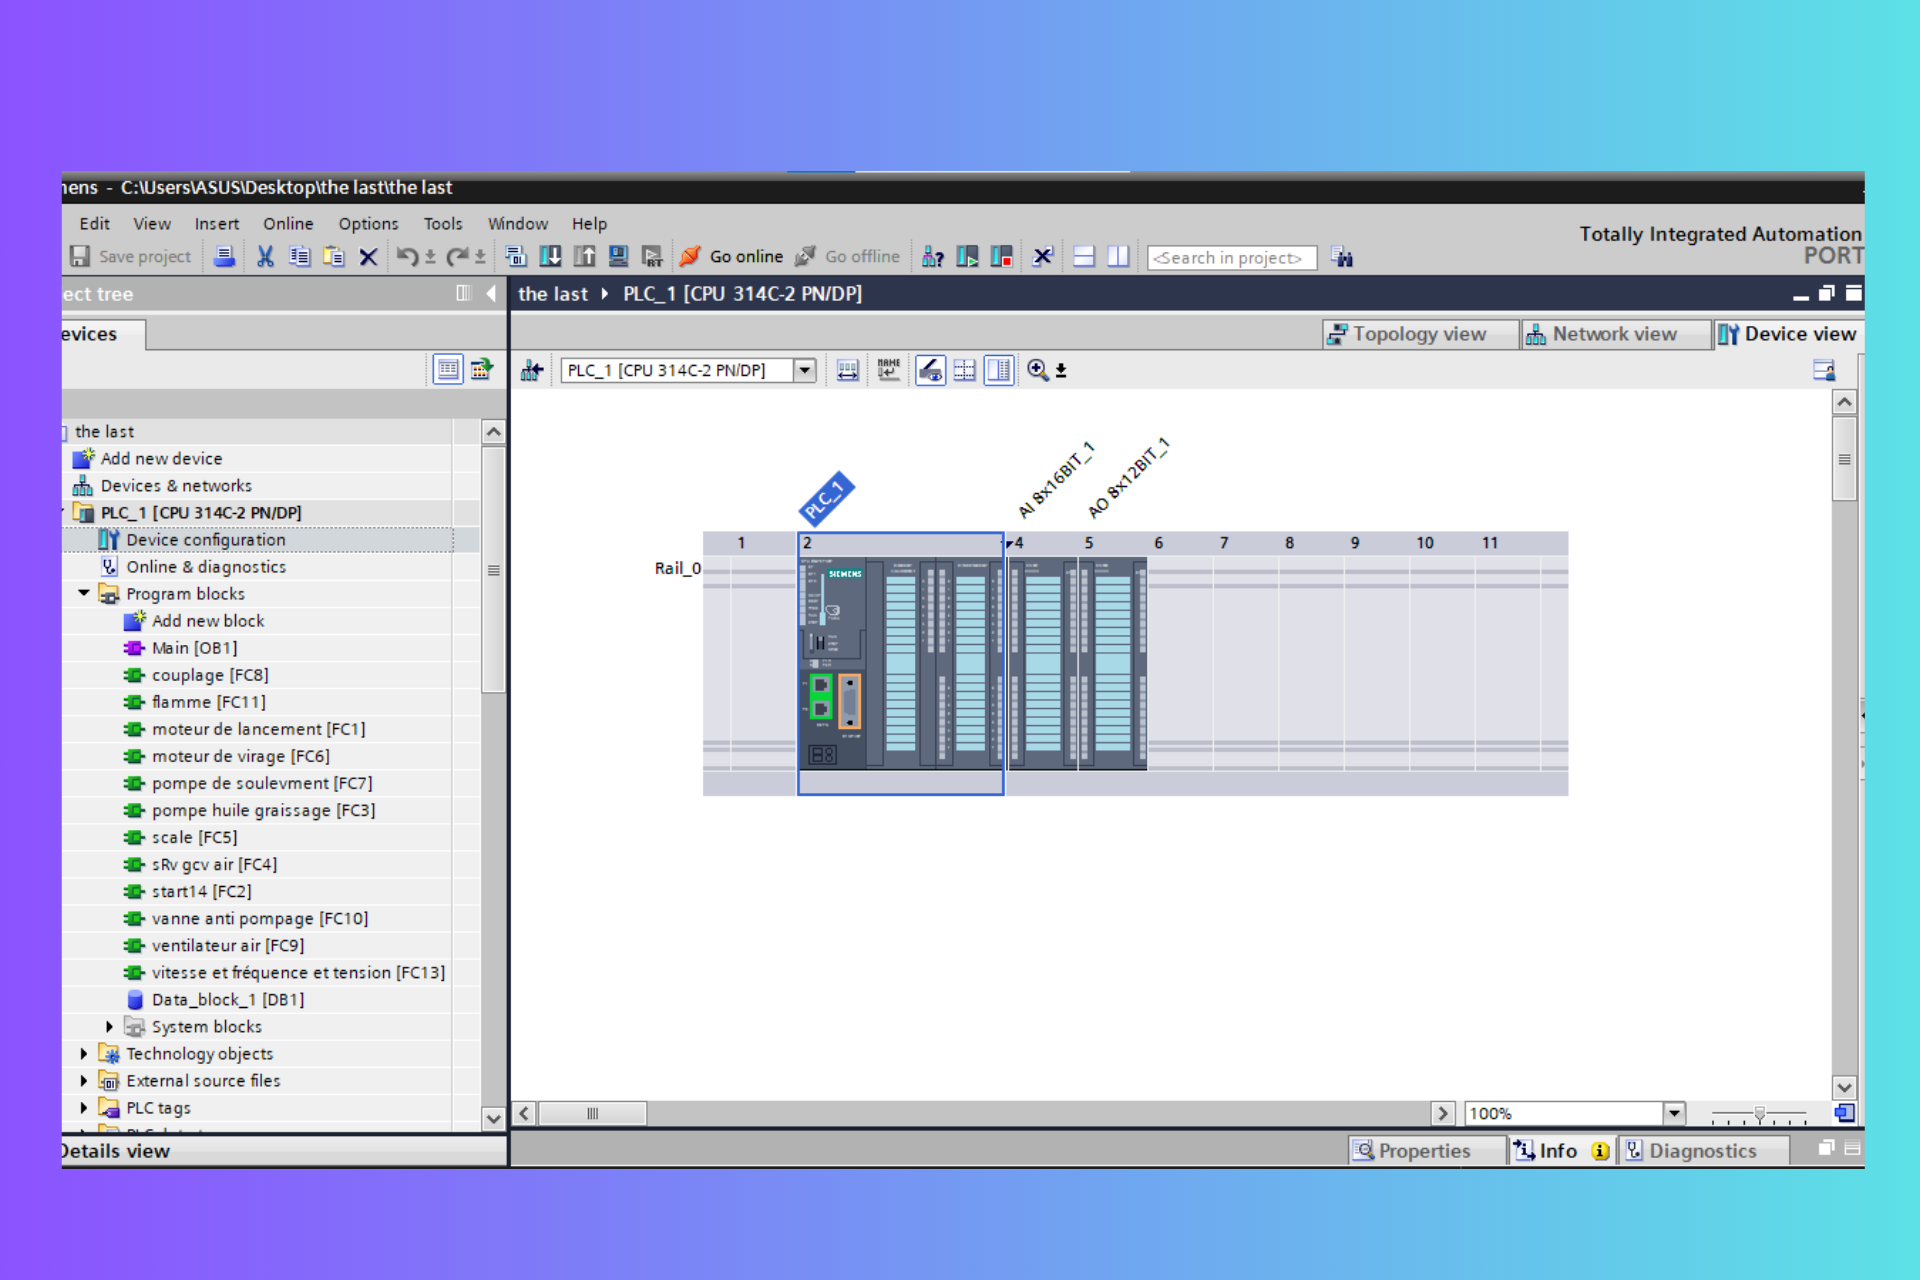 nens - C:\Users\ASUS\Desktop\the last\the last
Edit View Insert Online Options Tools Window Help
Totally Integrated Automation
PORT
Save project Go online Go offline <Search in project>
ect tree
the last PLC_1 [CPU 314C-2 PN/DP]
evices
Topology view Network view Device view
PLC_1 [CPU 314C-2 PN/DP]
the last
Add new device
Devices & networks
PLC_1 [CPU 314C-2 PN/DP]
Device configuration
Online & diagnostics
Program blocks
Add new block
Main [OB1]
couplage [FC8]
flamme [FC11]
moteur de lancement [FC1]
moteur de virage [FC6]
pompe de soulevment [FC7]
pompe huile graissage [FC3]
scale [FC5]
sRv gcv air [FC4]
start14 [FC2]
vanne anti pompage [FC10]
ventilateur air [FC9]
vitesse et fréquence et tension [FC13]
Data_block_1 [DB1]
System blocks
Technology objects
External source files
PLC tags
Details view
PLC_1
AI 8x16BIT_1
AO 8x12BIT_1
1 2 4 5 6 7 8 9 10 11
Rail_0
SIEMENS
100%
Properties Info Diagnostics